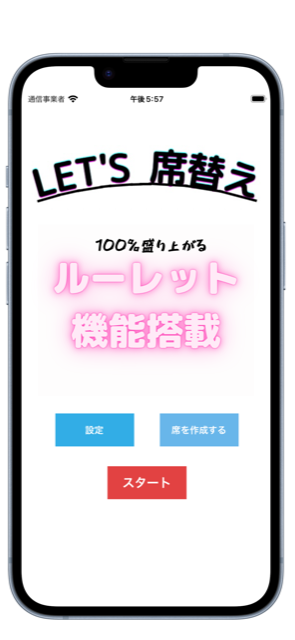 通信事業者
午後5:57
LET'S 席替え
100%盛り上がる
ルーレット
機能搭載
設定
席を作成する
スタート